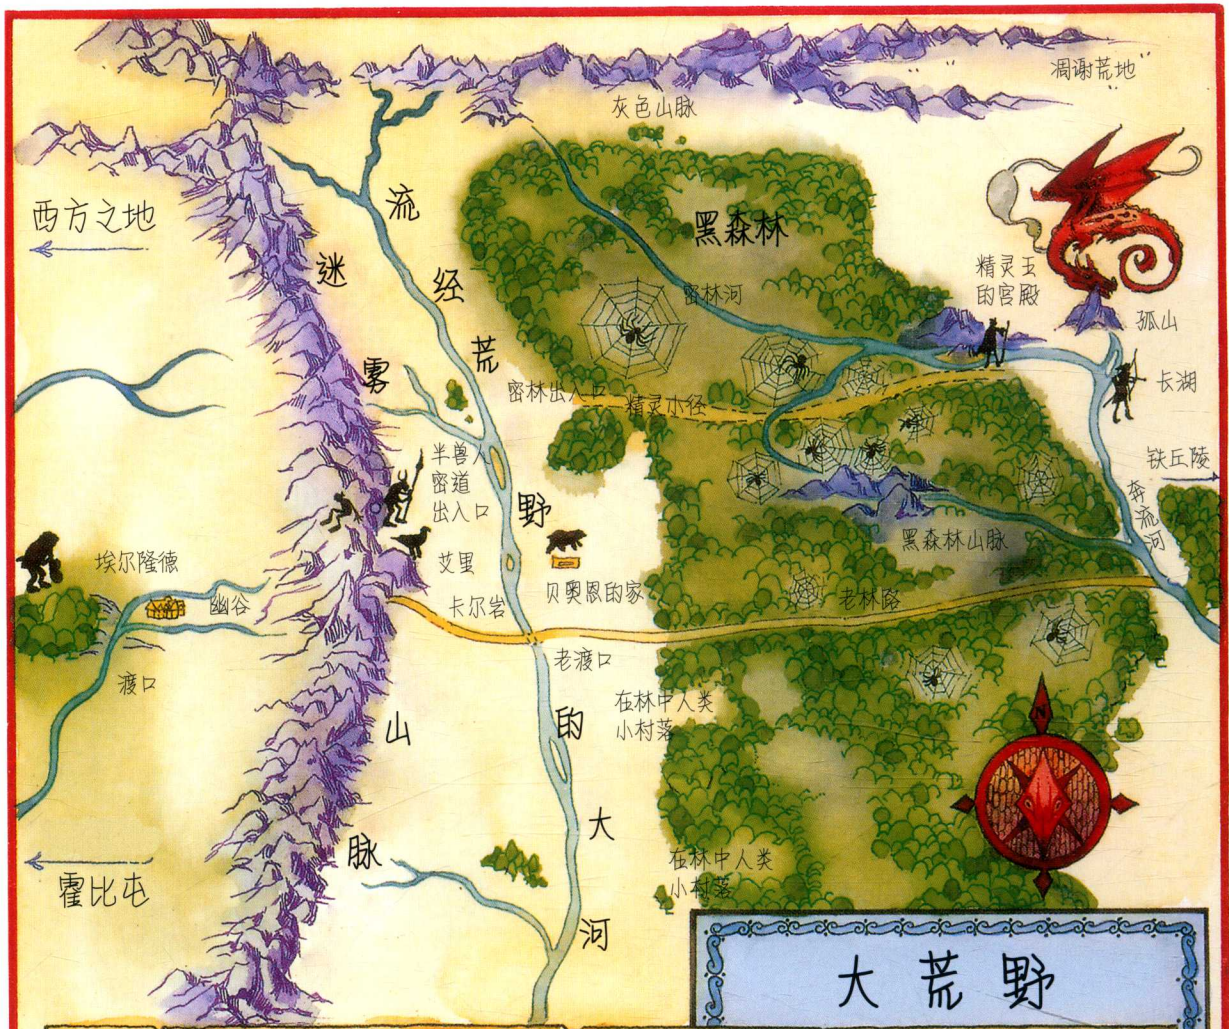 凋谢荒地
灰色山脉
西方之地
黑森林
精灵王
的宫殿
密林河
孤山
长湖
迷雾山脉
流经荒野的大河
密林出入口
精灵小径
半兽人
密道
出入口
铁丘陵
奔流河
黑森林山脉
埃尔隆德
艾里
幽谷
卡尔岩
贝奥恩的家
老林路
渡口
老渡口
在林中人类
小村落
N
在林中人类
小村落
霍比屯
大荒野